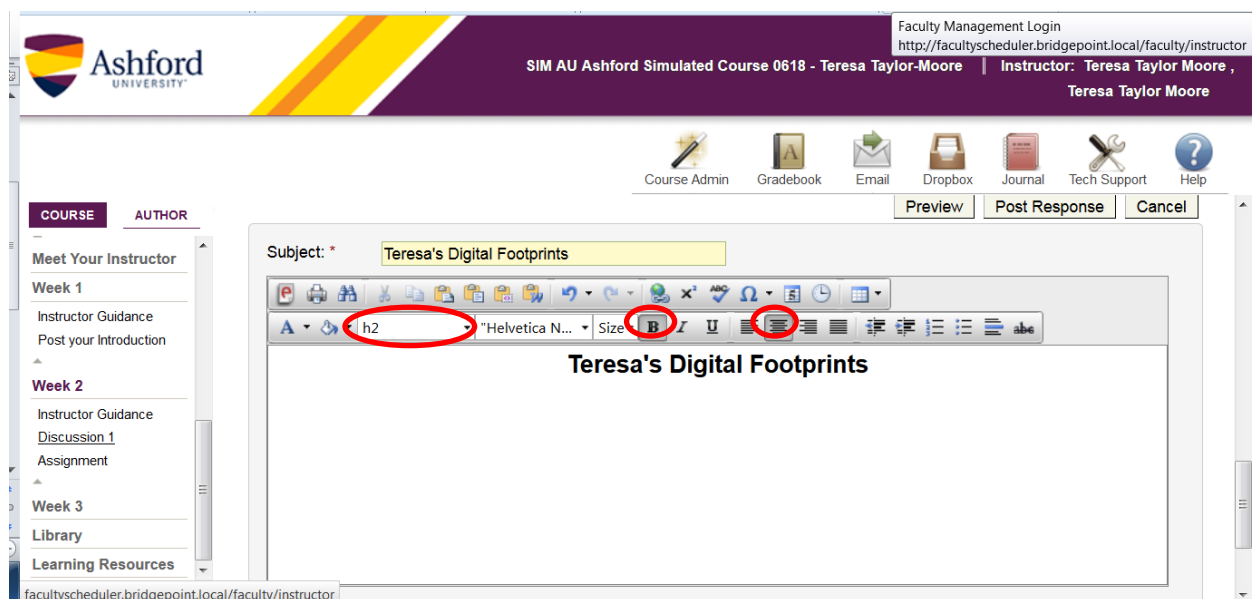 Faculty Management Login
http://facultyscheduler.bridgepoint.local/faculty/instructor
Ashford
UNIVERSITY
SIM AU Ashford Simulated Course 0618 - Teresa Taylor-Moore | Instructor: Teresa Taylor Moore ,
Teresa Taylor Moore
Course Admin Gradebook Email Dropbox Journal Tech Support Help
COURSE AUTHOR
Preview Post Response Cancel
Meet Your Instructor
Week 1
Instructor Guidance
Post your Introduction
Week 2
Instructor Guidance
Discussion 1
Assignment
Week 3
Library
Learning Resources
Subject: * Teresa's Digital Footprints
A h2 "Helvetica N... Size B I U abc
Teresa's Digital Footprints
facultyscheduler.bridgepoint.local/faculty/instructor